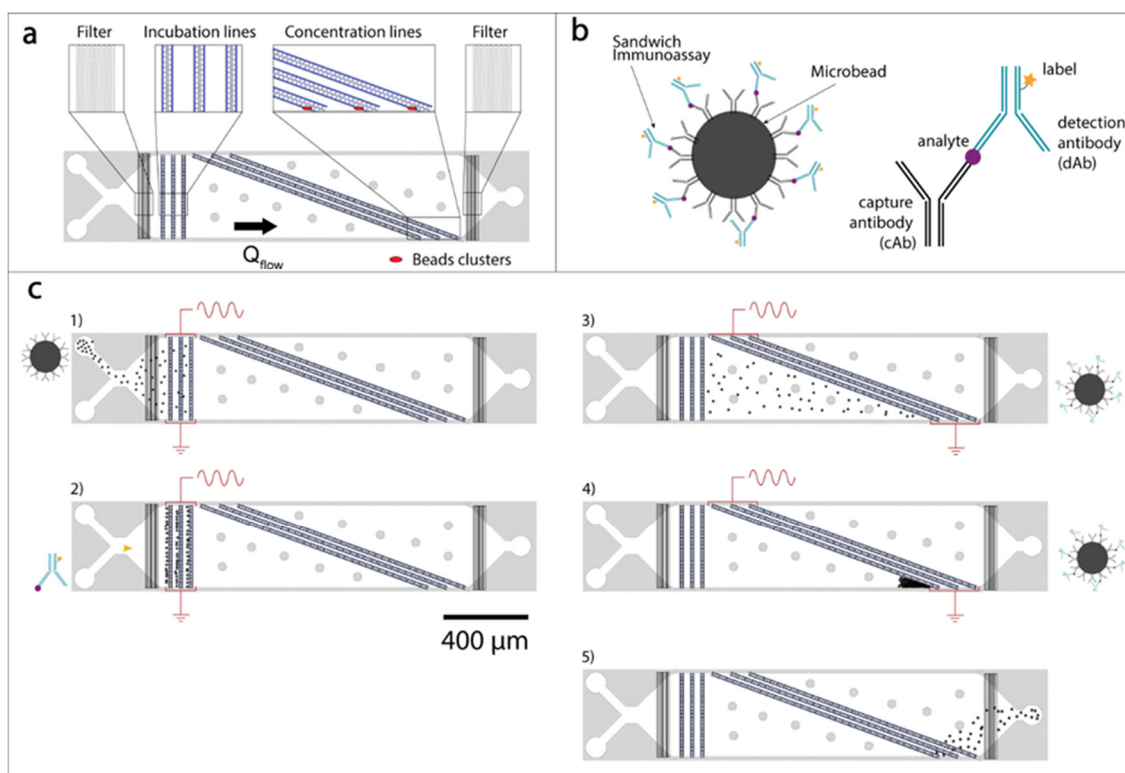 a
Filter
Incubation lines
Concentration lines
Filter
Qflow
Beads clusters
b
Sandwich
Immunoassay
Microbead
label
analyte
detection
antibody
(dAb)
capture
antibody
(cAb)
c
1)
2)
400 μm
3)
4)
5)